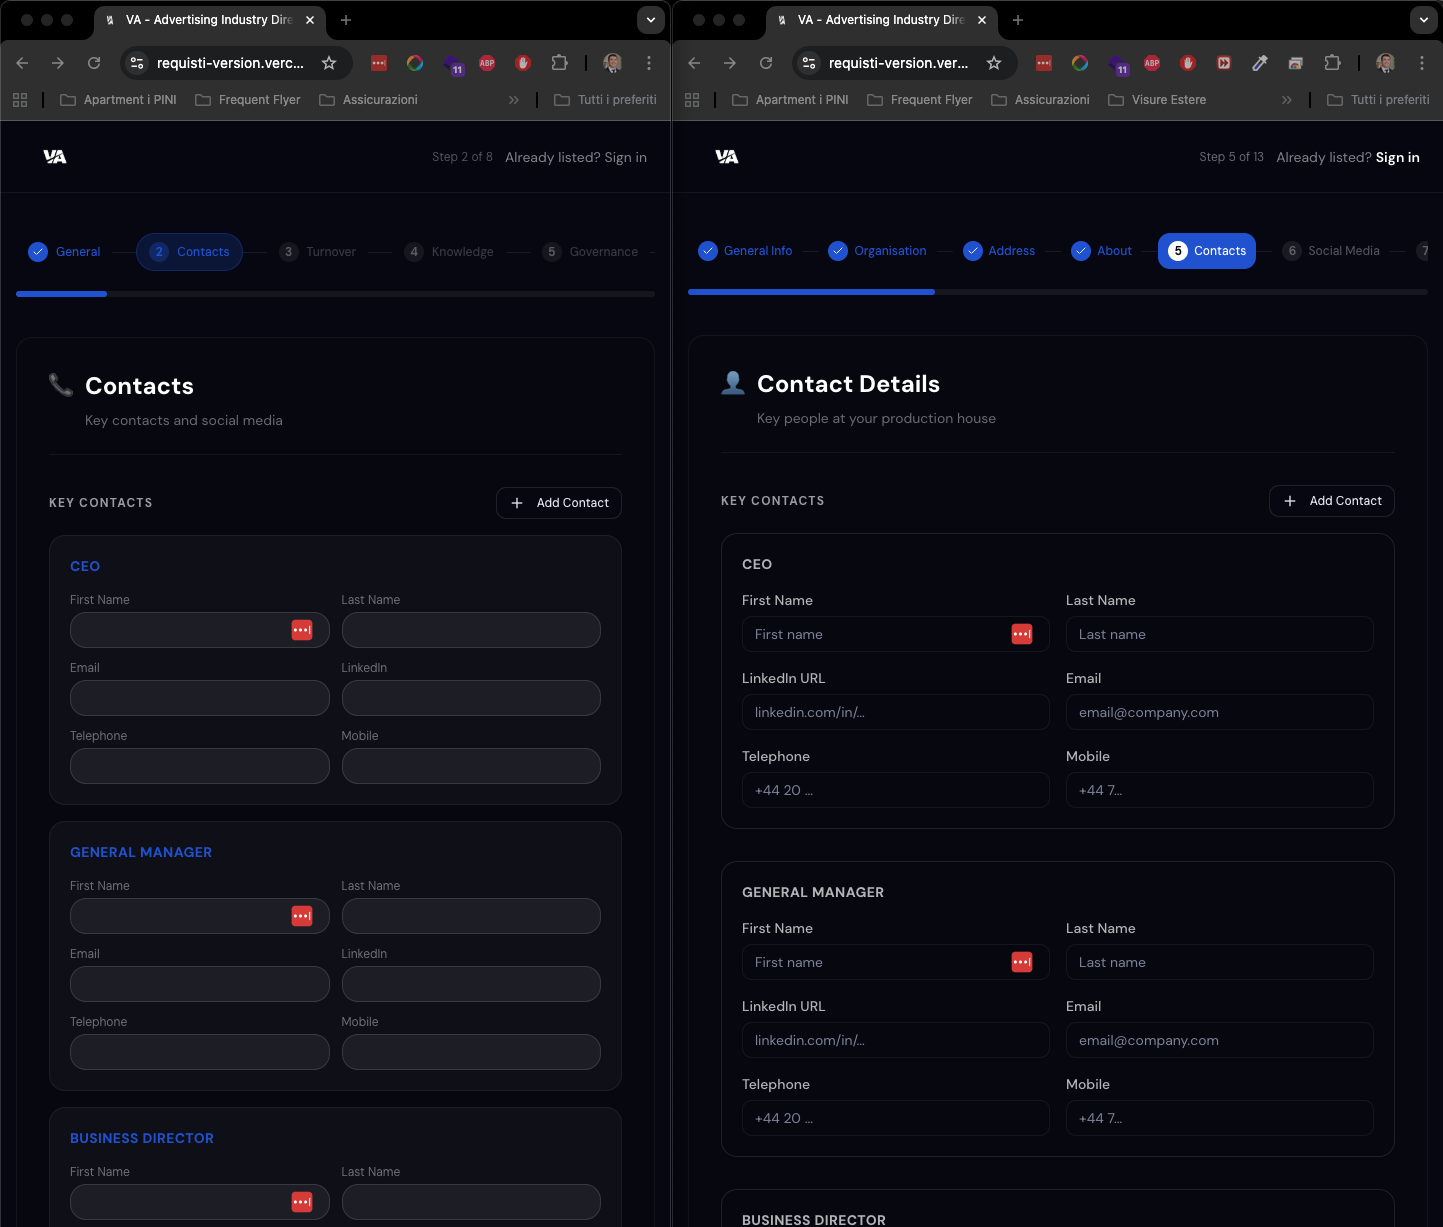 VA - Advertising Industry Dire
requisti-version.verc...
11
ABP
Apartment i PINI
Frequent Flyer
Assicurazioni
Tutti i preferiti
VA
Step 2 of 8
Already listed? Sign in
General
2 Contacts
3 Turnover
4 Knowledge
5 Governance
Contacts
Key contacts and social media
KEY CONTACTS
Add Contact
CEO
First Name
Last Name
Email
LinkedIn
Telephone
Mobile
GENERAL MANAGER
First Name
Last Name
Email
LinkedIn
Telephone
Mobile
BUSINESS DIRECTOR
First Name
Last Name
VA - Advertising Industry Dire
requisti-version.ver...
11
ABP
Apartment i PINI
Frequent Flyer
Assicurazioni
Visure Estere
Tutti i preferiti
VA
Step 5 of 13
Already listed? Sign in
General Info
Organisation
Address
About
5 Contacts
6 Social Media
7
Contact Details
Key people at your production house
KEY CONTACTS
Add Contact
CEO
First Name
Last Name
First name
Last name
LinkedIn URL
Email
linkedin.com/in/...
email@company.com
Telephone
Mobile
+44 20 ...
+44 7...
GENERAL MANAGER
First Name
Last Name
First name
Last name
LinkedIn URL
Email
linkedin.com/in/...
email@company.com
Telephone
Mobile
+44 20 ...
+44 7...
BUSINESS DIRECTOR